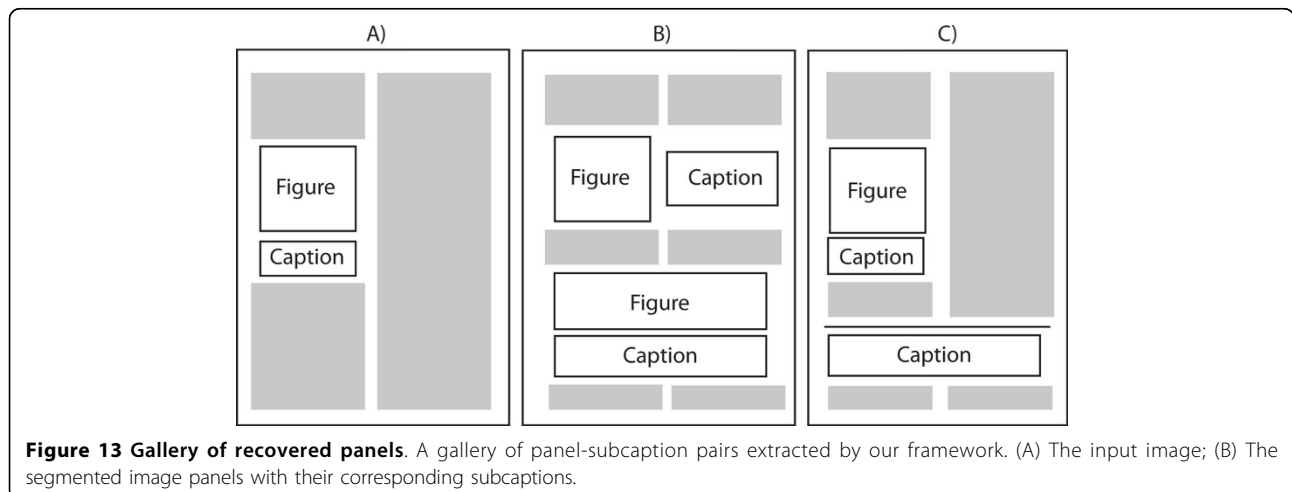 A)
B)
C)
Figure
Caption
Figure
Caption
Figure
Caption
Figure
Caption
Caption
Figure 13 Gallery of recovered panels. A gallery of panel-subcaption pairs extracted by our framework. (A) The input image; (B) The
segmented image panels with their corresponding subcaptions.